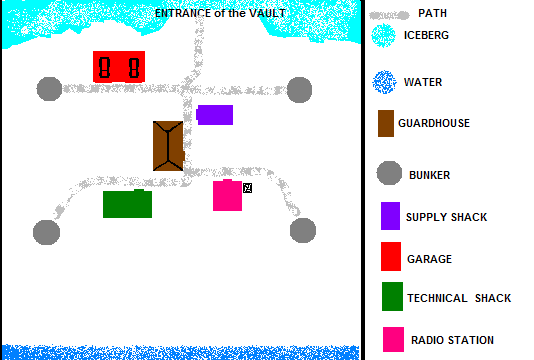 ENTRANCE of the VAULT
PATH
ICEBERG
WATER
GUARDHOUSE
BUNKER
SUPPLY SHACK
GARAGE
TECHNICAL SHACK
RADIO STATION